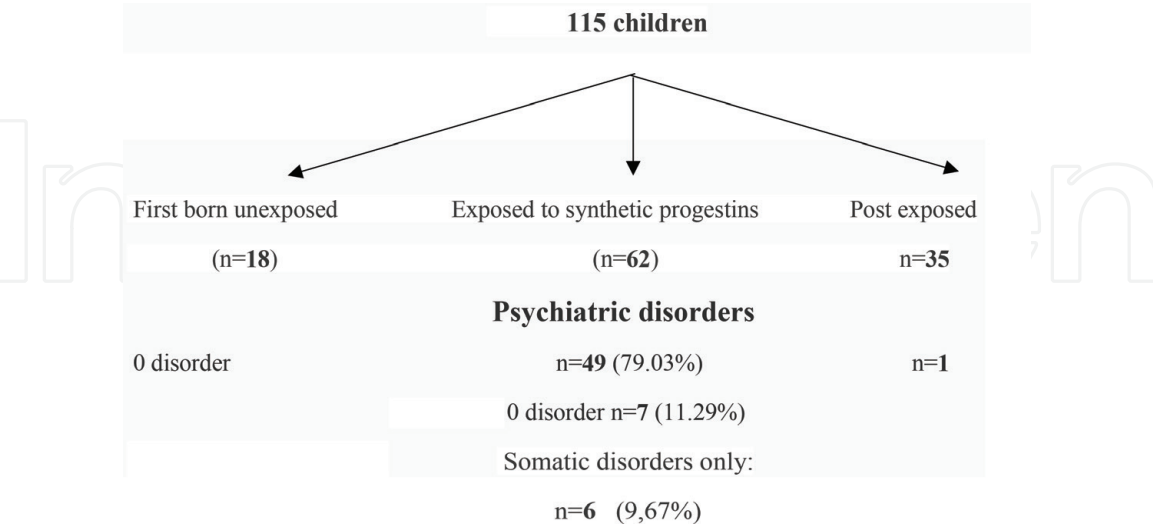 115 children
First born unexposed Exposed to synthetic progestins Post exposed
(n=18) (n=62) n=35
Psychiatric disorders
0 disorder n=49 (79.03%) n=1
0 disorder n=7 (11.29%)
Somatic disorders only:
n=6 (9,67%)